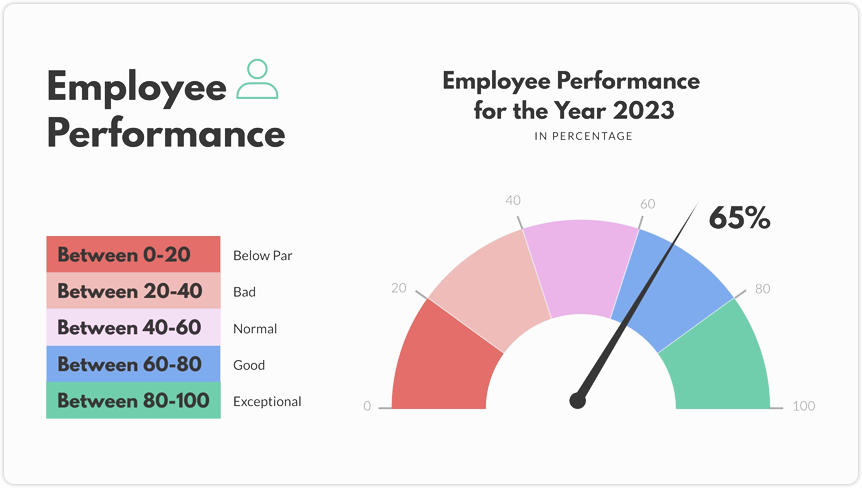 Employee
Performance
Between 0-20 Below Par
Between 20-40 Bad
Between 40-60 Normal
Between 60-80 Good
Between 80-100 Exceptional
Employee Performance
for the Year 2023
IN PERCENTAGE
0
20
40
60
65%
80
100